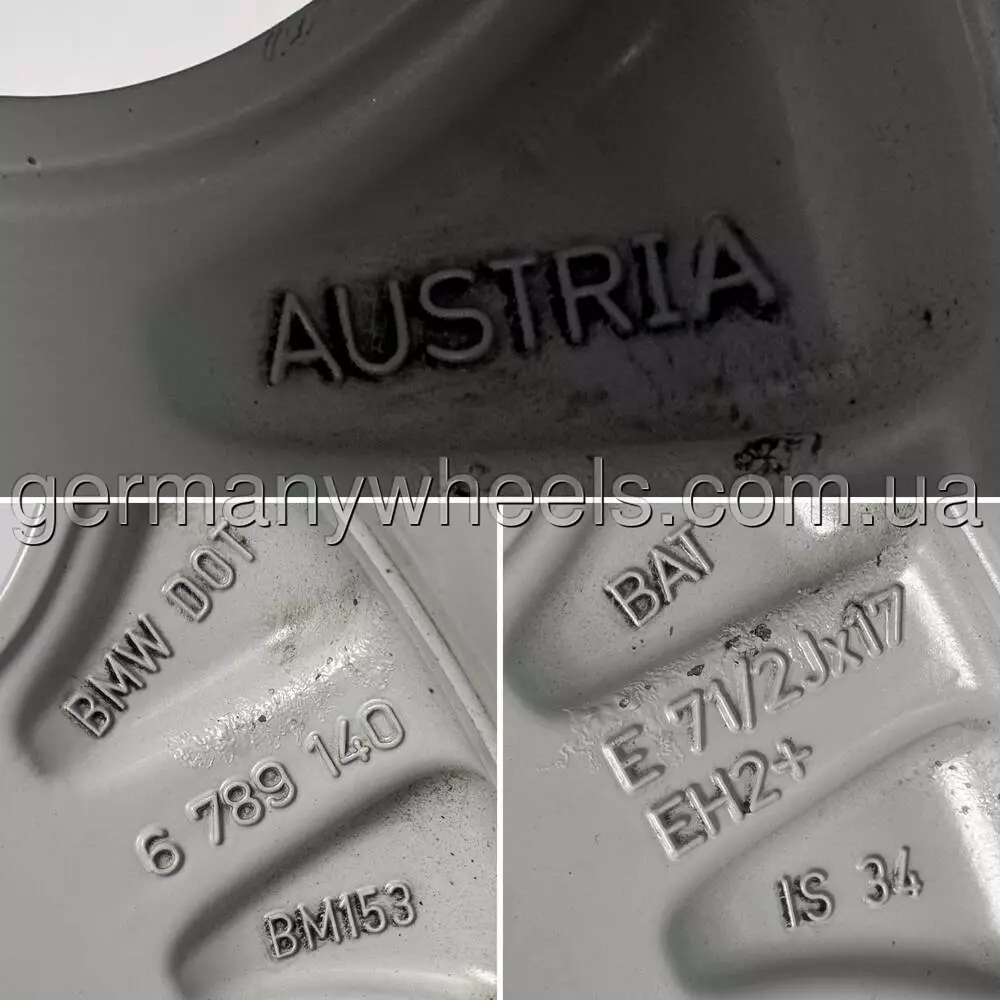 AUSTRIA
germanywheels.com.ua
BMW DOT
6 789 140
BM153
BAT
E 71/2Jx17
EH2+
IS 34